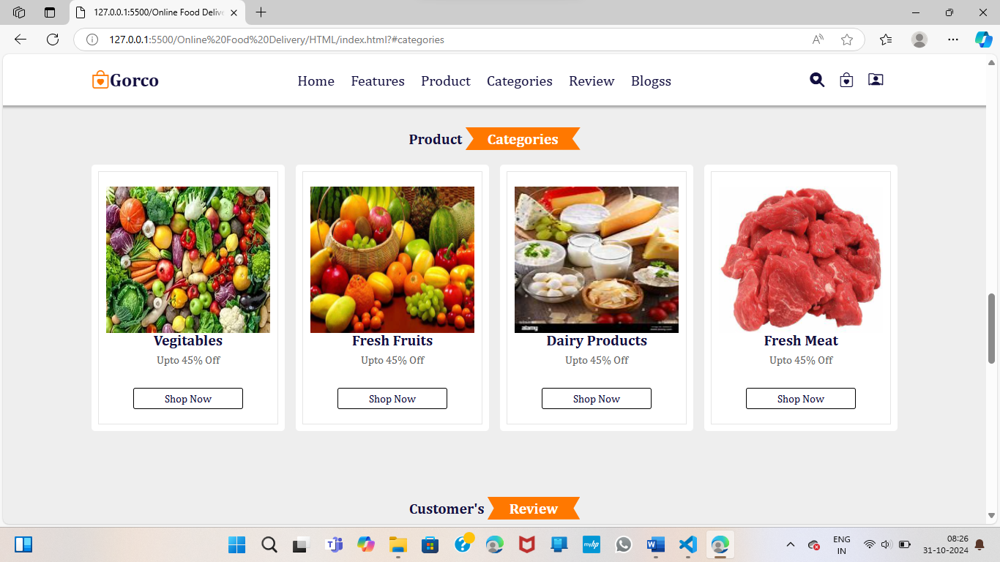 127.0.0.1:5500/Online Food Delive
127.0.0.1:5500/Online%20Food%20Delivery/HTML/index.html?#categories
Gorco
Home Features Product Categories Review Blogss
Product Categories
Vegitables Fresh Fruits Dairy Products Fresh Meat
Upto 45% Off Upto 45% Off Upto 45% Off Upto 45% Off
Shop Now Shop Now Shop Now Shop Now
Customer's Review
ENG 08:26
IN 31-10-2024